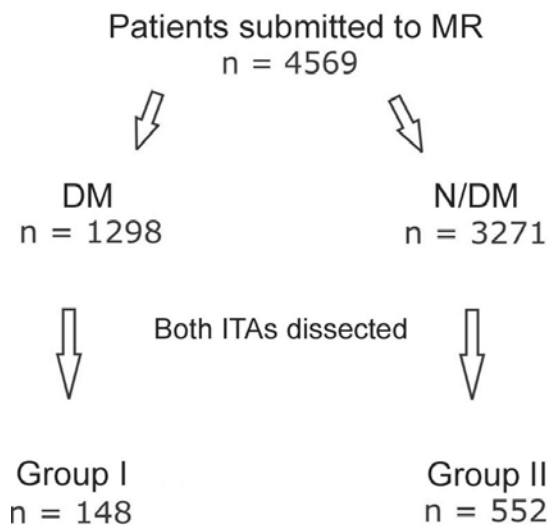 Patients submitted to MR
n = 4569
DM
n = 1298
N/DM
n = 3271
Both ITAs dissected
Group I
n = 148
Group II
n = 552